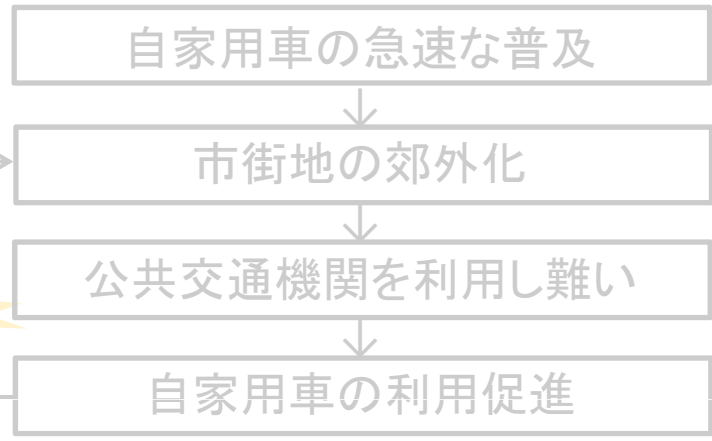 自家用車の急速な普及
市街地の郊外化
公共交通機関を利用し難い
自家用車の利用促進